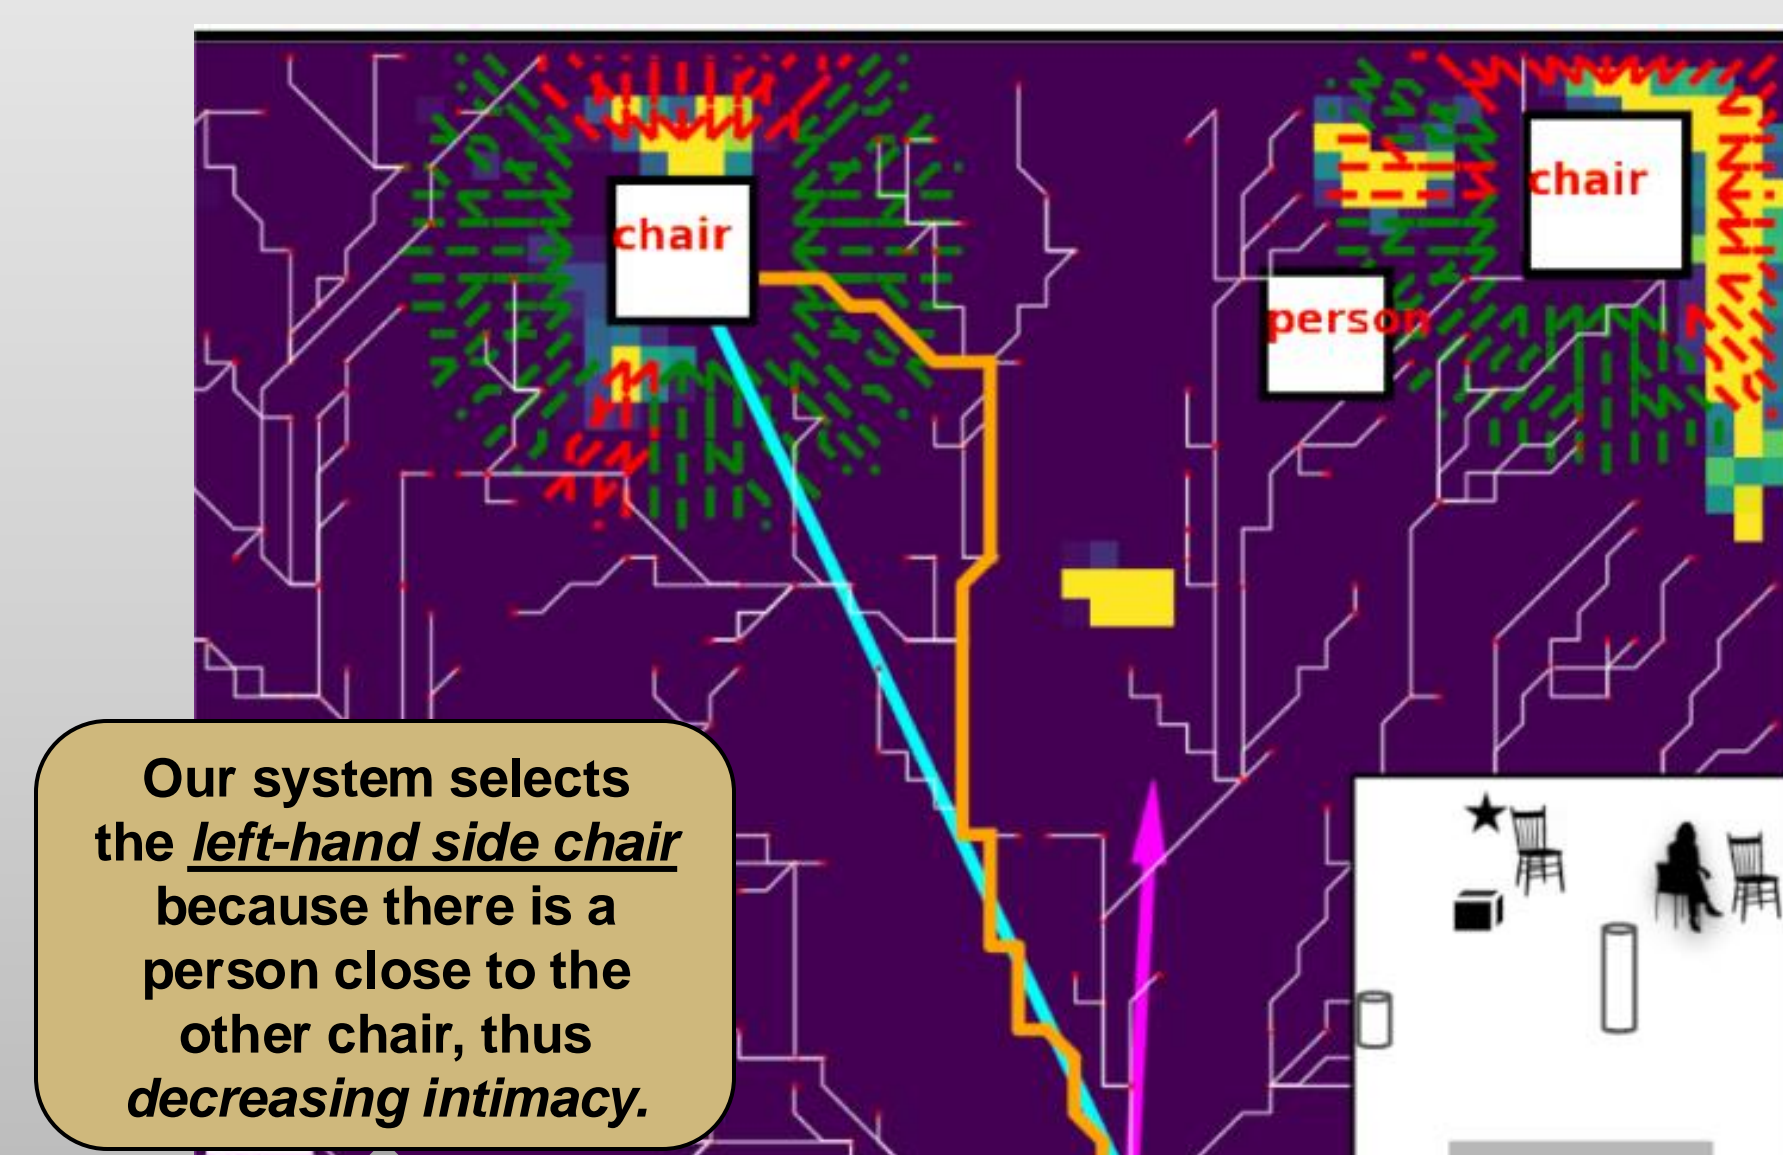 chair
chair
person
Our system selects
the left-hand side chair
because there is a
person close to the
other chair, thus
decreasing intimacy.